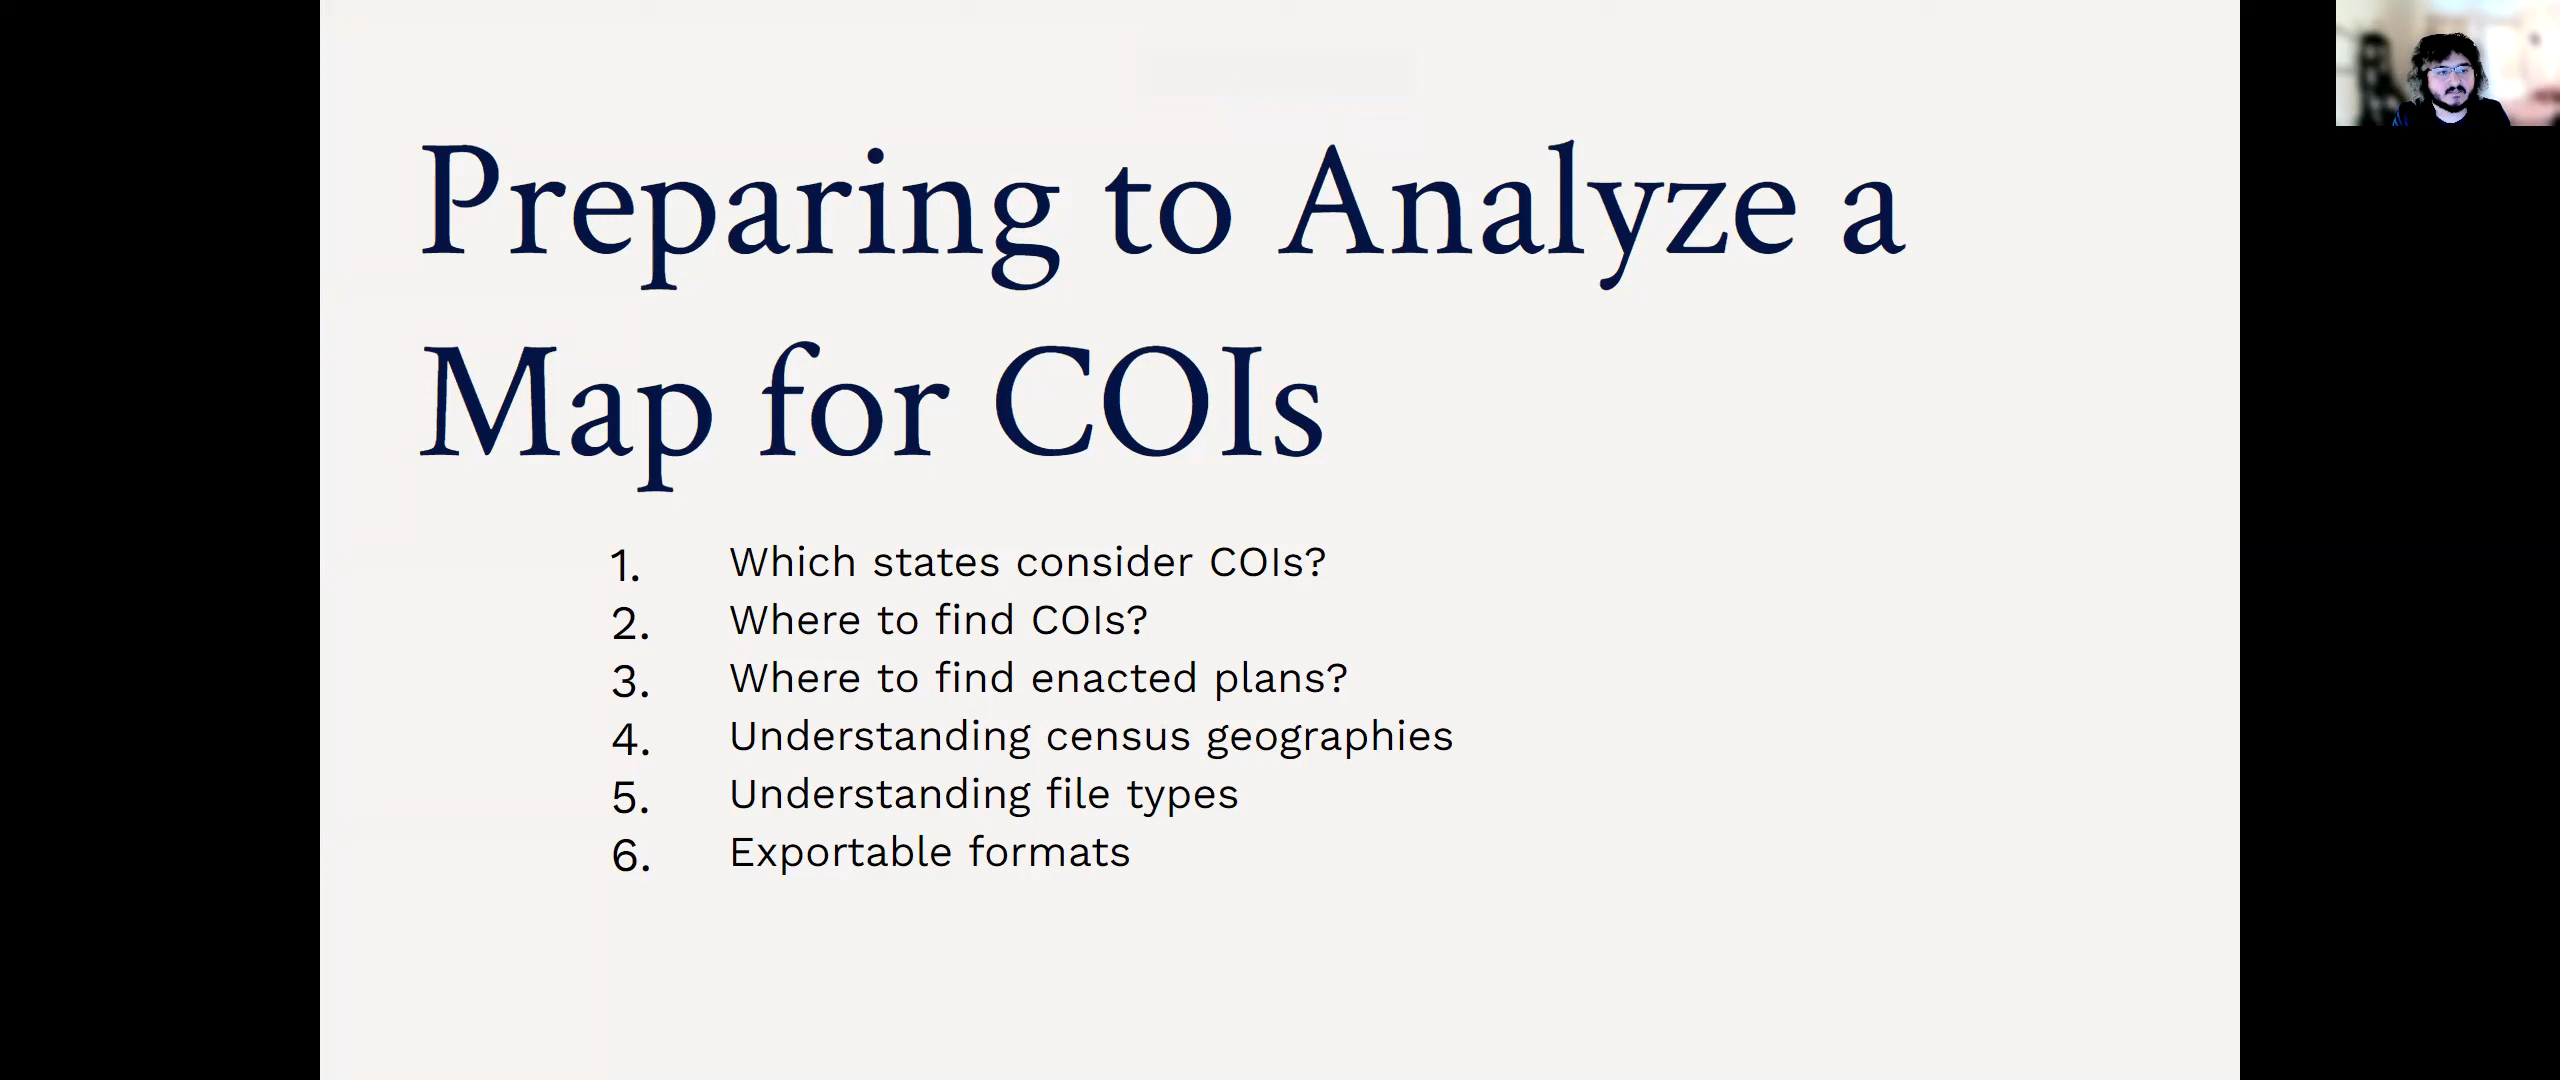 Preparing to Analyze a
Map for COIs
1. Which states consider COIs?
2. Where to find COIs?
3. Where to find enacted plans?
4. Understanding census geographies
5. Understanding file types
6. Exportable formats